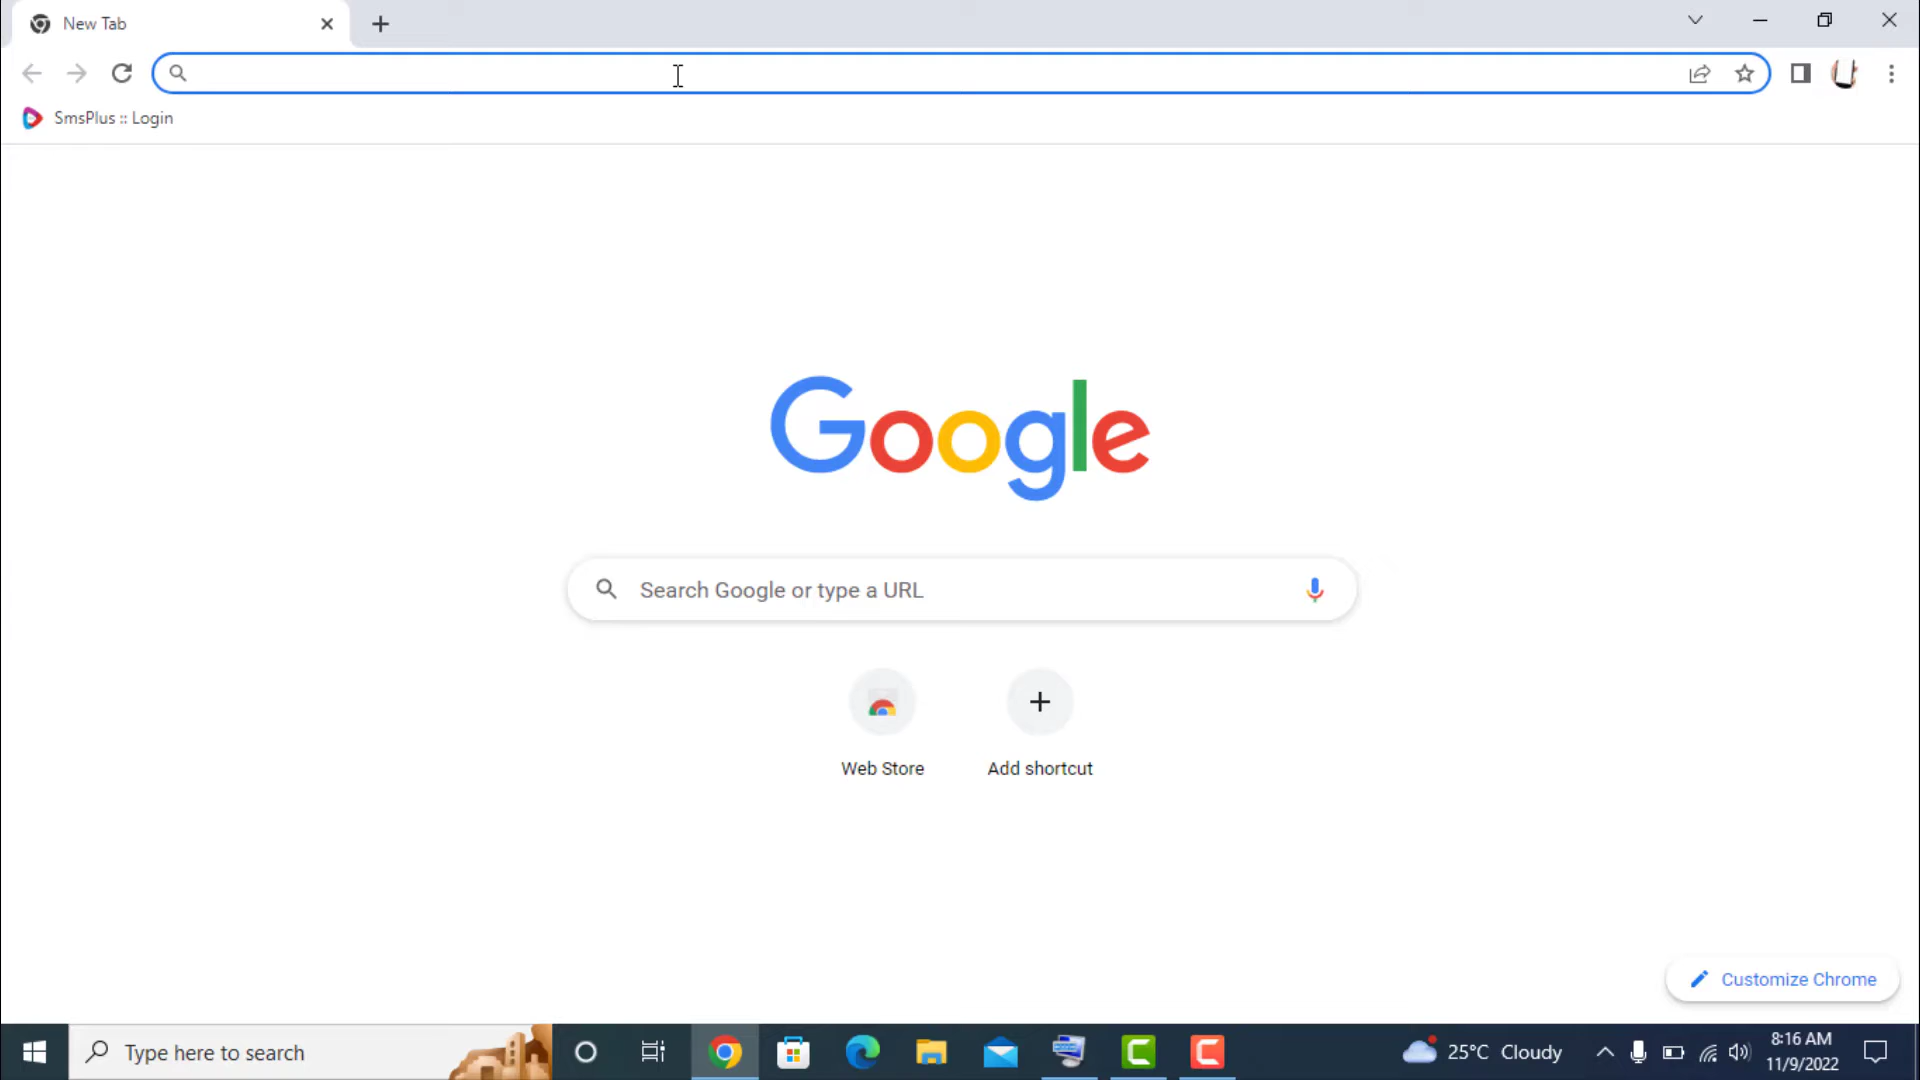 New Tab
SmsPlus :: Login
Google
Search Google or type a URL
Web Store
Add shortcut
Customize Chrome
Type here to search
25°C Cloudy
8:16 AM
11/9/2022